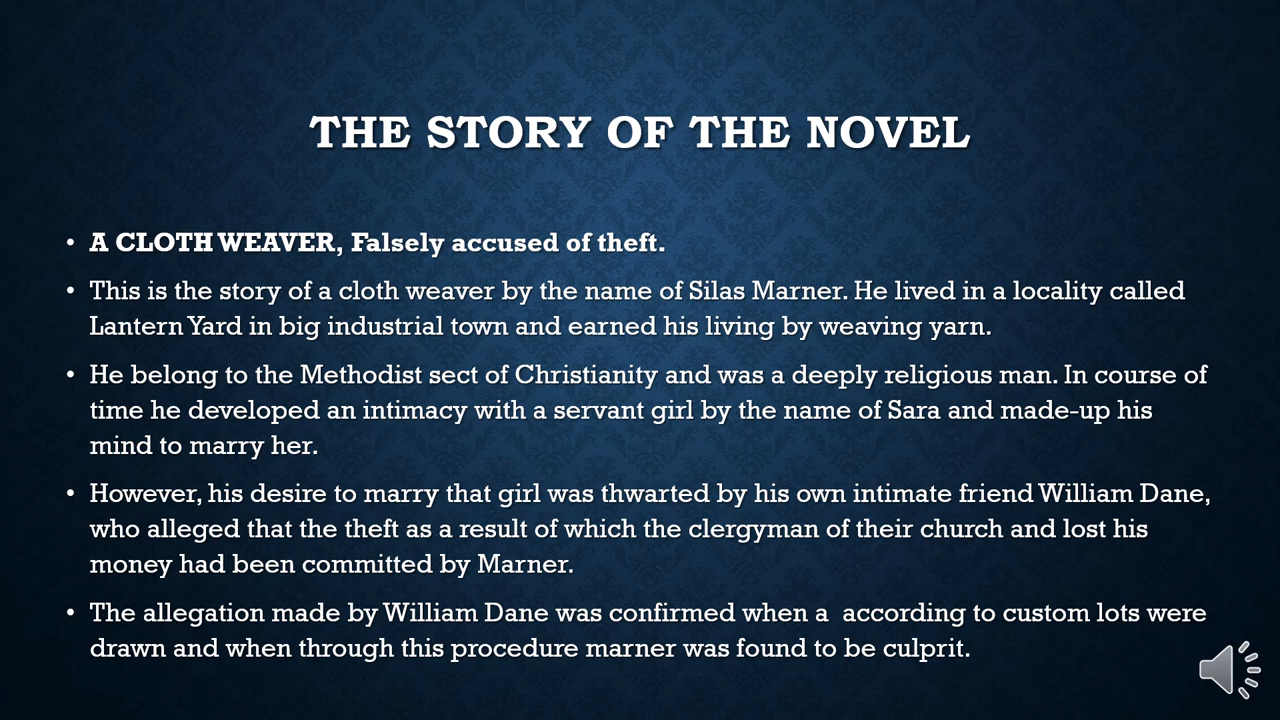 THE STORY OF THE NOVEL
• A CLOTH WEAVER, Falsely accused of theft.
• This is the story of a cloth weaver by the name of Silas Marner. He lived in a locality called
Lantern Yard in big industrial town and earned his living by weaving yarn.
• He belong to the Methodist sect of Christianity and was a deeply religious man. In course of
time he developed an intimacy with a servant girl by the name of Sara and made-up his
mind to marry her.
• However, his desire to marry that girl was thwarted by his own intimate friend William Dane,
who alleged that the theft as a result of which the clergyman of their church and lost his
money had been committed by Marner.
• The allegation made by William Dane was confirmed when a  according to custom lots were
drawn and when through this procedure marner was found to be culprit.